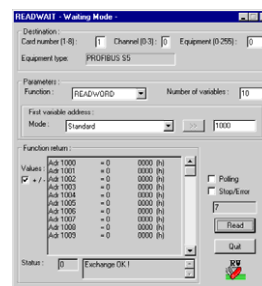 READWAIT - Waiting Mode -
Destination :
Card number (1-8) : 1 Channel (0-3) : 0 Equipment (0-255) : 0
Equipment type: PROFIBUS S5
Parameters :
Function : READWORD Number of variables : 10
First variable address :
Mode : Standard >> 1000
Function return :
Values :
+ / -
Adr 1000 = 0 0000 (h)
Adr 1001 = 0 0000 (h)
Adr 1002 = 0 0000 (h)
Adr 1003 = 0 0000 (h)
Adr 1004 = 0 0000 (h)
Adr 1005 = 0 0000 (h)
Adr 1006 = 0 0000 (h)
Adr 1007 = 0 0000 (h)
Adr 1008 = 0 0000 (h)
Adr 1009 = 0 0000 (h)
Polling
Stop/Error
7
Read
Quit
Status : 0 Exchange OK !
RW